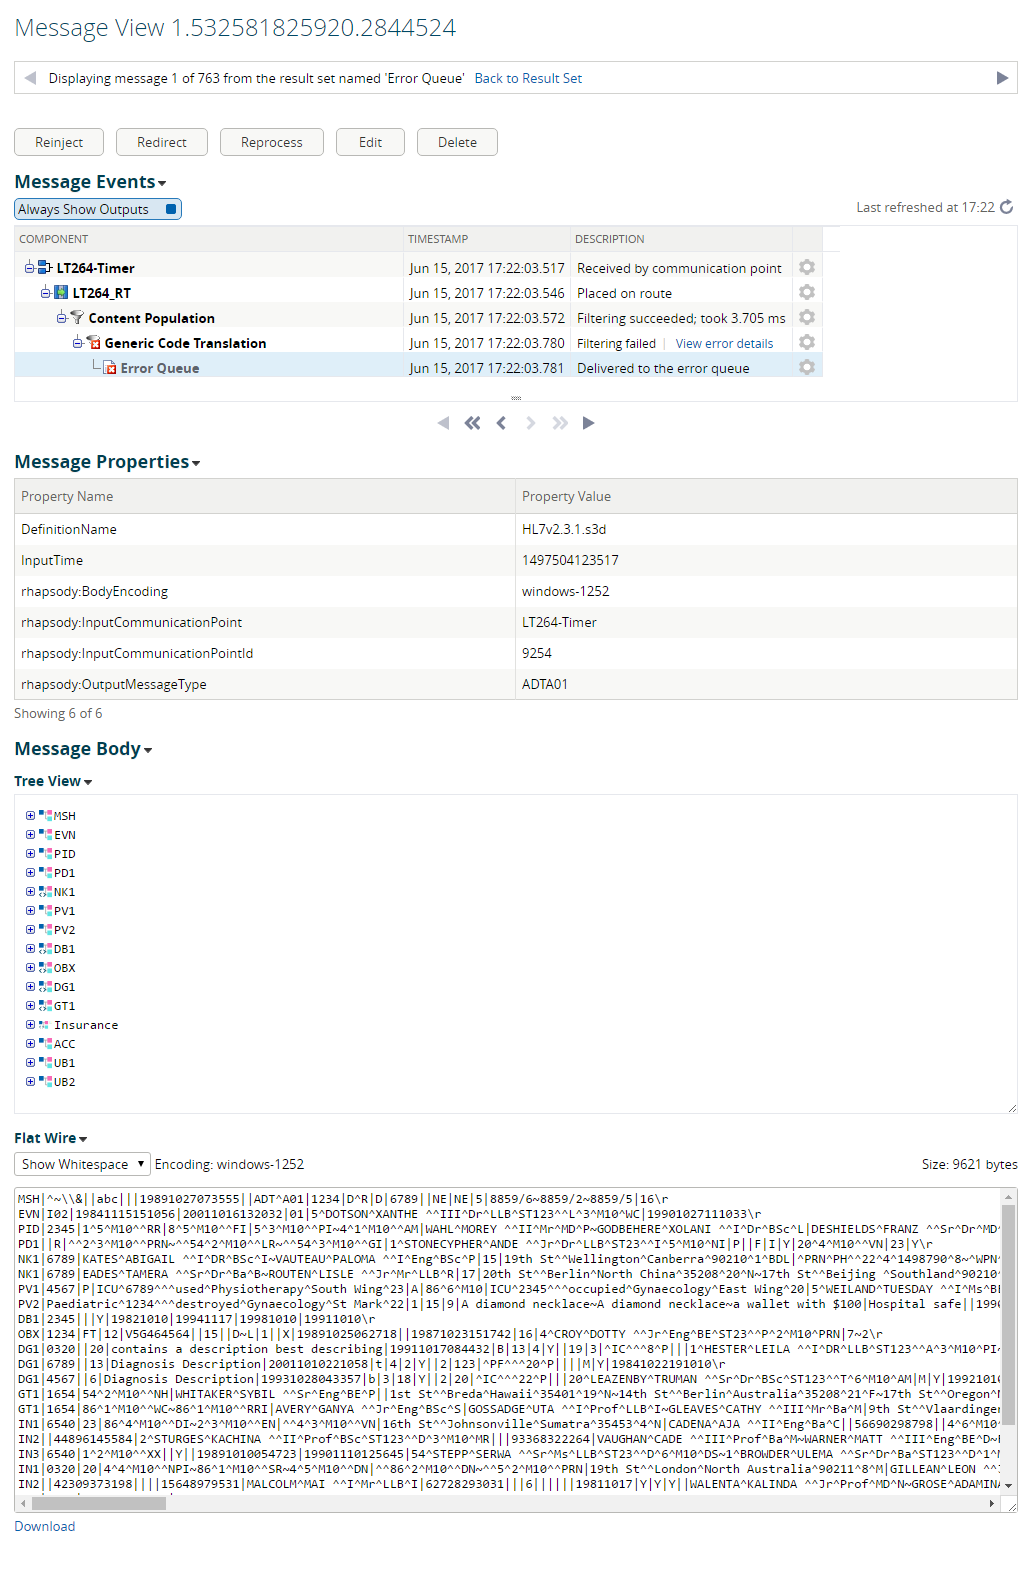 Message View 1.532581825920.2844524
Displaying message 1 of 763 from the result set named 'Error Queue' Back to Result Set
Reinject Redirect Reprocess Edit Delete
Message Events
Always Show Outputs
Last refreshed at 17:22
COMPONENT TIMESTAMP DESCRIPTION
LT264-Timer Jun 15, 2017 17:22:03.517 Received by communication point
LT264_RT Jun 15, 2017 17:22:03.546 Placed on route
Content Population Jun 15, 2017 17:22:03.572 Filtering succeeded; took 3.705 ms
Generic Code Translation Jun 15, 2017 17:22:03.780 Filtering failed | View error details
Error Queue Jun 15, 2017 17:22:03.781 Delivered to the error queue
Message Properties
Property Name Property Value
DefinitionName HL7v2.3.1.s3d
InputTime 1497504123517
rhapsody:BodyEncoding windows-1252
rhapsody:InputCommunicationPoint LT264-Timer
rhapsody:InputCommunicationPointId 9254
rhapsody:OutputMessageType ADTA01
Showing 6 of 6
Message Body
Tree View
MSH
EVN
PID
PD1
NK1
PV1
PV2
DB1
OBX
DG1
GT1
Insurance
ACC
UB1
UB2
Flat Wire
Show Whitespace Encoding: windows-1252 Size: 9621 bytes
MSH|^~\\&||abc|||19891027073555||ADT^A01|1234|D^R|D|6789||NE|NE|5|8859/6~8859/2~8859/5|16\r
EVN|I02|19841115151056|20011016132032|01|5^DOTSON^XANTHE ^^III^Dr^LLB^ST123^^L^3^M10^WC|19901027111033\r
PID|2345|1^5^M10^^RR|8^5^M10^^FI|5^3^M10^^PI~4^1^M10^^AM|WAHL^MOREY ^^II^Mr^MD^P~GODBEHERE^XOLANI ^^I^Dr^BSc^L|DESHIELDS^FRANZ ^^Sr^Dr^MD^
PD1||R|^^2^3^M10^^PRN~^^54^2^M10^^LR~^^54^3^M10^^GI|1^STONECYPHER^ANDE ^^Jr^Dr^LLB^ST23^^I^5^M10^NI|P||F|I|Y|20^4^M10^^VN|23|Y\r
NK1|6789|KATES^ABIGAIL ^^I^DR^BSc^I~VAUTEAU^PALOMA ^^I^Eng^BSc^P|15|19th St^^Wellington^Canberra^90210^1^BDL|^PRN^PH^^22^4^1498790^8~^WPN^
NK1|6789|EADES^TAMERA ^^Sr^Dr^Ba^B~ROUTEN^LISLE ^^Jr^Mr^LLB^R|17|20th St^^Berlin^North China^35208^20^N~17th St^^Beijing ^Southland^90210^
PV1|4567|P|ICU^6789^^^used^Physiotherapy^South Wing^23|A|86^6^M10|ICU^2345^^^occupied^Gynaecology^East Wing^20|5^WEILAND^TUESDAY ^^I^Ms^BE
PV2|Paediatric^1234^^^destroyed^Gynaecology^St Mark^22|1|15|9|A diamond necklace~A diamond necklace~a wallet with $100|Hospital safe||1990
DB1|2345|||Y|19821010|19941117|19981010|19911010\r
OBX|1234|FT|12|V5G464564||15||D~L|1||X|19891025062718||19871023151742|16|4^CROY^DOTTY ^^Jr^Eng^BE^ST23^^P^2^M10^PRN|7~2\r
DG1|0320||20|contains a description best describing|19911017084432|B|13|4|Y||19|3|^IC^^^8^P|||1^HESTER^LEILA ^^I^DR^LLB^ST123^^A^3^M10^PI~
DG1|6789||13|Diagnosis Description|20011010221058|t|4|2|Y||2|123|^PF^^^20^P||||M|Y|19841022191010\r
DG1|4567||6|Diagnosis Description|19931028043357|b|3|18|Y||2|20|^IC^^^22^P|||20^LEAZENBY^TRUMAN ^^Sr^Dr^BSc^ST123^^T^6^M10^AM|M|Y|1992101
GT1|1654|54^2^M10^^NH|WHITAKER^SYBIL ^^Sr^Eng^BE^P||1st St^^Breda^Hawaii^35401^19^N~14th St^^Berlin^Australia^35208^21^F~17th St^^Oregon^N
GT1|1654|86^1^M10^^WC~86^1^M10^^RRI|AVERY^GANYA ^^Jr^Eng^BSc^S|GOSSADGE^UTA ^^I^Prof^LLB^I~GLEAVES^CATHY ^^III^Mr^Ba^M|9th St^^Vlaardinger
IN1|6540|23|86^4^M10^^DI~2^3^M10^^EN|^^4^3^M10^^VN|16th St^^Johnsonville^Sumatra^35453^4^N|CADENA^AJA ^^II^Eng^Ba^C||56690298798||4^6^M10^
IN2||44896145584|2^STURGES^KACHINA ^^II^Prof^BSc^ST123^^D^3^M10^MR|||93368322264|VAUGHAN^CADE ^^III^Prof^Ba^M~WARNER^MATT ^^III^Eng^BE^D~F
IN3|6540|1^2^M10^^XX||Y||19891010054723|19901110125645|54^STEPP^SERWA ^^Sr^Ms^LLB^ST23^^D^6^M10^DS~1^BROWDER^ULEMA ^^Sr^Dr^Ba^ST123^^D^1^M
IN1|0320|20|4^4^M10^^NPI~86^1^M10^^SR~4^5^M10^^DN|^^86^2^M10^^DN~^^5^2^M10^^PRN|19th St^^London^North Australia^90211^8^M|GILLEAN^LEON ^^I
IN2||42309373198||||15648979531|MALCOLM^MAI ^^I^Mr^LLB^I|62728293031|||6||||||19811017|Y|Y|Y||WALENTA^KALINDA ^^Jr^Prof^MD^N~GROSE^ADAMINA
Download